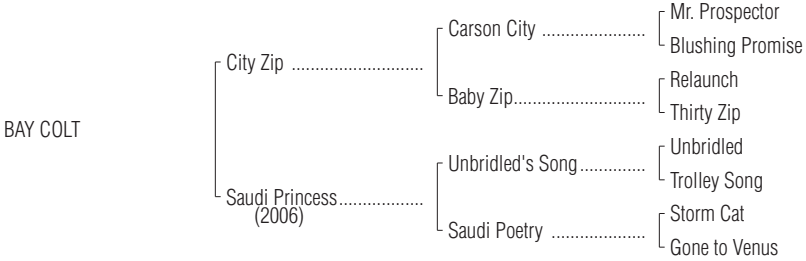 Mr. Prospector
Carson City ......................
Blushing Promise
City Zip ............................
Relaunch
Baby Zip............................
Thirty Zip
BAY COLT
Unbridled
Unbridled's Song..............
Trolley Song
Saudi Princess..................
(2006)
Storm Cat
Saudi Poetry ....................
Gone to Venus